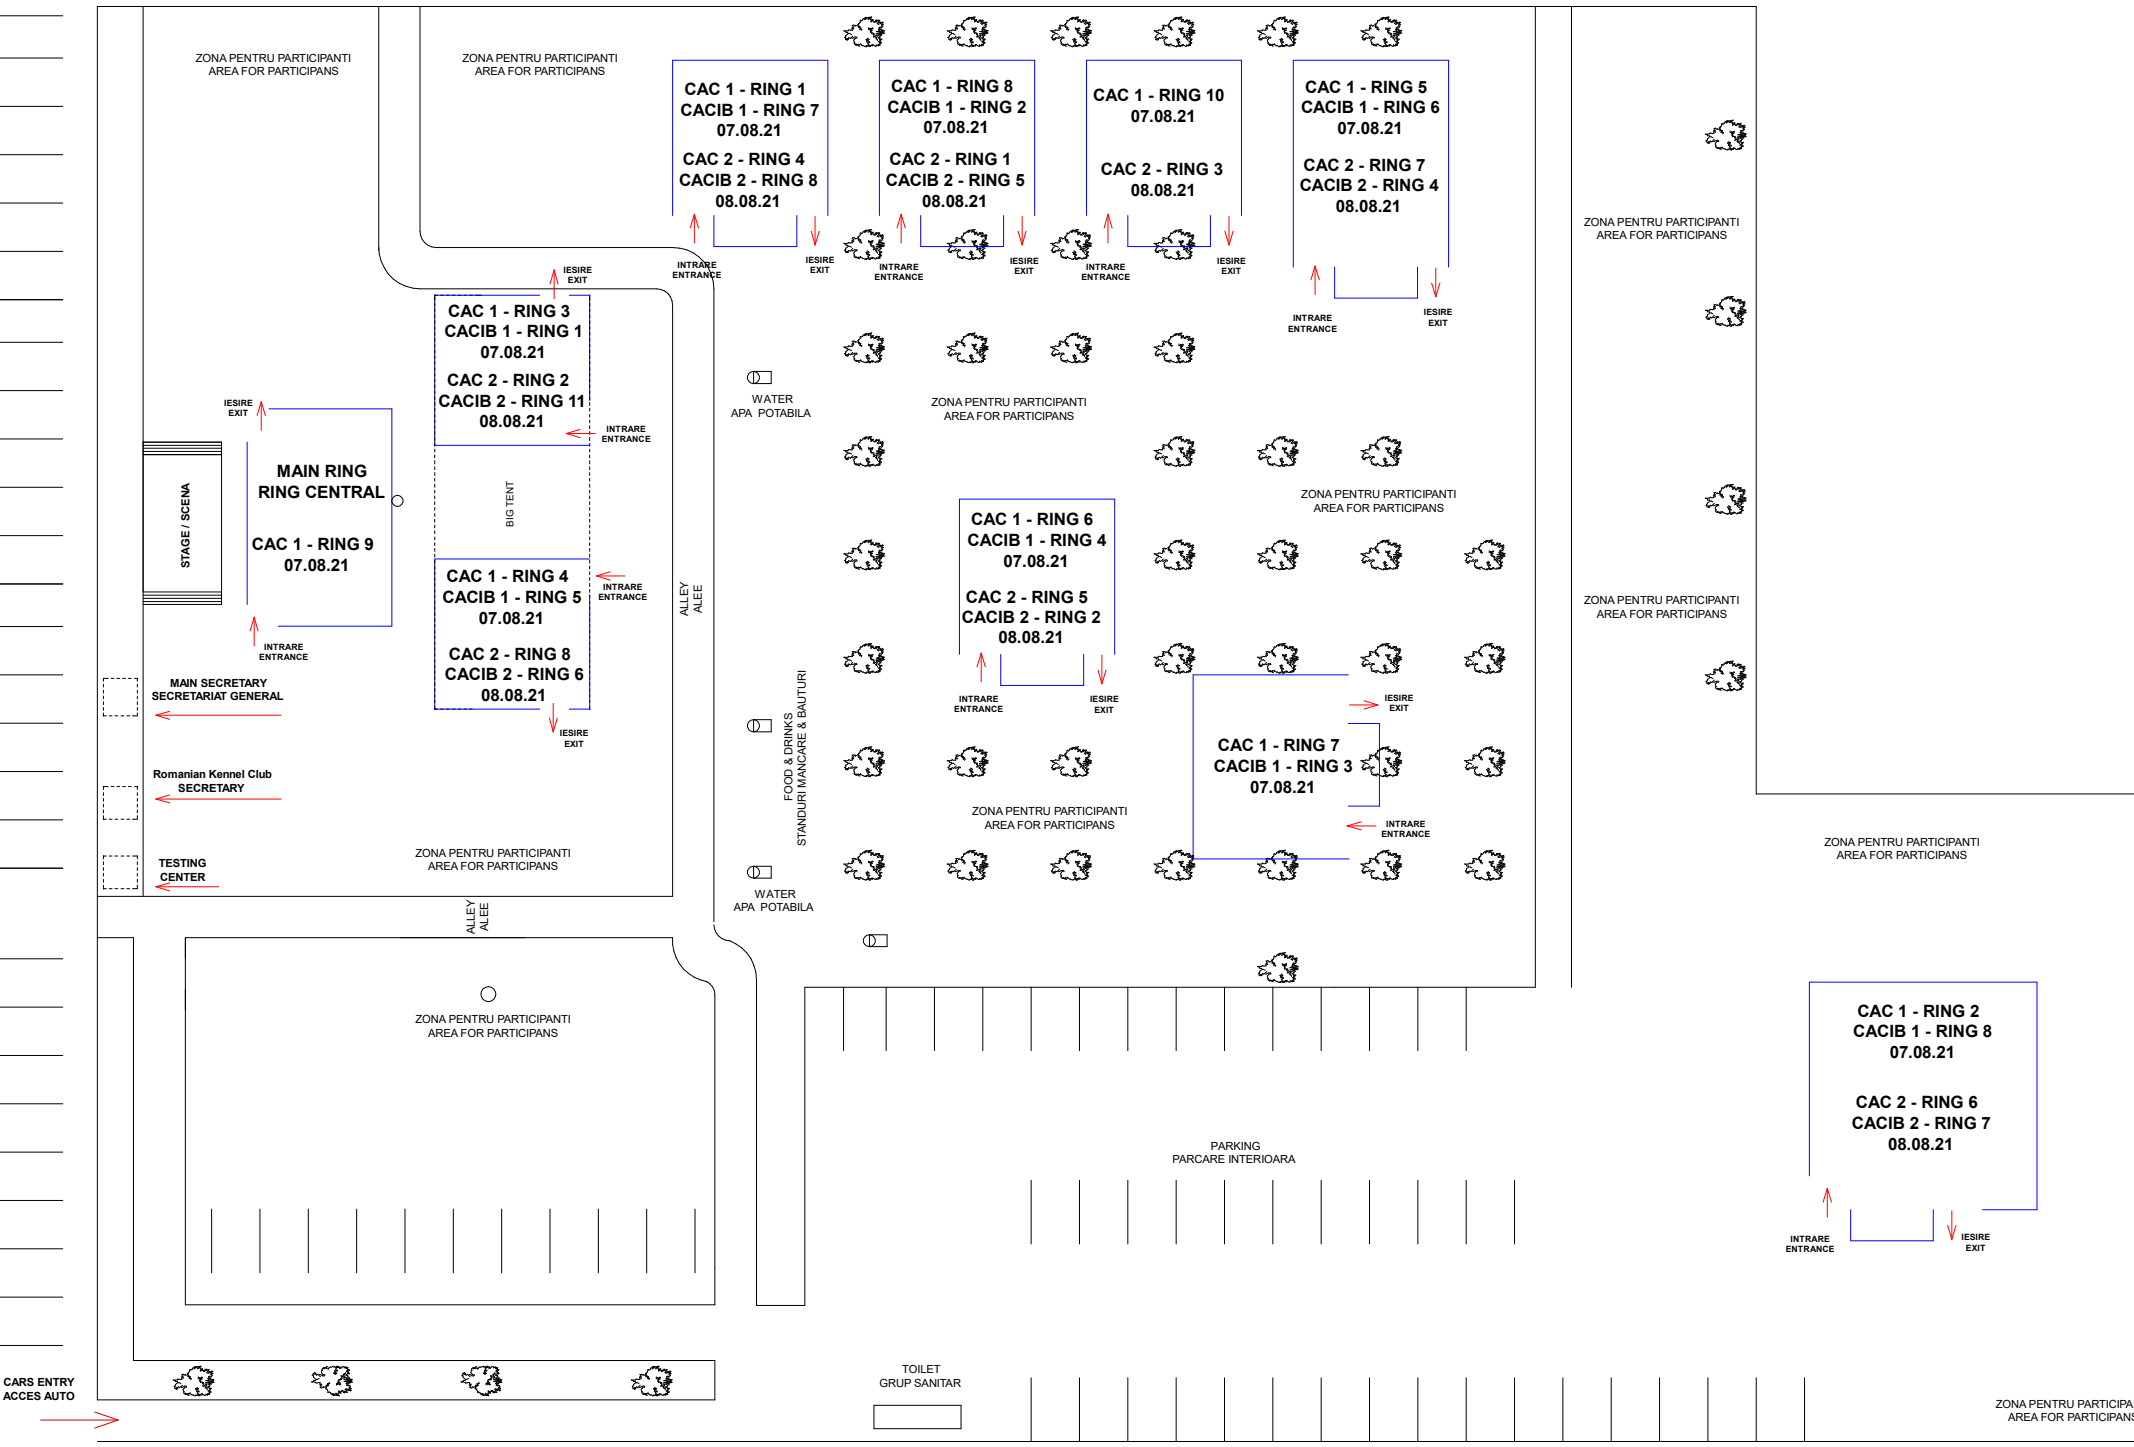 ZONA PENTRU PARTICIPANTI
AREA FOR PARTICIPANS
ZONA PENTRU PARTICIPANTI
AREA FOR PARTICIPANS
CAC 1 - RING 1
CACIB 1 - RING 7
07.08.21
CAC 2 - RING 4
CACIB 2 - RING 8
08.08.21
INTRARE
ENTRANCE
IESIRE
EXIT
CAC 1 - RING 8
CACIB 1 - RING 2
07.08.21
CAC 2 - RING 1
CACIB 2 - RING 5
08.08.21
INTRARE
ENTRANCE
IESIRE
EXIT
CAC 1 - RING 10
07.08.21
CAC 2 - RING 3
08.08.21
INTRARE
ENTRANCE
IESIRE
EXIT
CAC 1 - RING 5
CACIB 1 - RING 6
07.08.21
CAC 2 - RING 7
CACIB 2 - RING 4
08.08.21
INTRARE
ENTRANCE
IESIRE
EXIT
ZONA PENTRU PARTICIPANTI
AREA FOR PARTICIPANS
IESIRE
EXIT
CAC 1 - RING 3
CACIB 1 - RING 1
07.08.21
CAC 2 - RING 2
CACIB 2 - RING 11
08.08.21
INTRARE
ENTRANCE
BIG TENT
CAC 1 - RING 4
CACIB 1 - RING 5
07.08.21
INTRARE
ENTRANCE
CAC 2 - RING 8
CACIB 2 - RING 6
08.08.21
IESIRE
EXIT
IESIRE
EXIT
STAGE / SCENA
MAIN RING
RING CENTRAL
CAC 1 - RING 9
07.08.21
INTRARE
ENTRANCE
MAIN SECRETARY
SECRETARIAT GENERAL
Romanian Kennel Club
SECRETARY
TESTING
CENTER
ZONA PENTRU PARTICIPANTI
AREA FOR PARTICIPANS
ALLEY
ALEE
ALLEY
ALEE
WATER
APA POTABILA
ZONA PENTRU PARTICIPANTI
AREA FOR PARTICIPANS
ZONA PENTRU PARTICIPANTI
AREA FOR PARTICIPANS
CAC 1 - RING 6
CACIB 1 - RING 4
07.08.21
CAC 2 - RING 5
CACIB 2 - RING 2
08.08.21
INTRARE
ENTRANCE
IESIRE
EXIT
FOOD & DRINKS
STANDURI MANCARE & BAUTURI
CAC 1 - RING 7
CACIB 1 - RING 3
07.08.21
IESIRE
EXIT
INTRARE
ENTRANCE
ZONA PENTRU PARTICIPANTI
AREA FOR PARTICIPANS
WATER
APA POTABILA
ZONA PENTRU PARTICIPANTI
AREA FOR PARTICIPANS
ZONA PENTRU PARTICIPANTI
AREA FOR PARTICIPANS
ZONA PENTRU PARTICIPANTI
AREA FOR PARTICIPANS
CAC 1 - RING 2
CACIB 1 - RING 8
07.08.21
CAC 2 - RING 6
CACIB 2 - RING 7
08.08.21
INTRARE
ENTRANCE
IESIRE
EXIT
PARKING
PARCARE INTERIOARA
TOILET
GRUP SANITAR
CARS ENTRY
ACCES AUTO
ZONA PENTRU PARTICIPA
AREA FOR PARTICIPANS